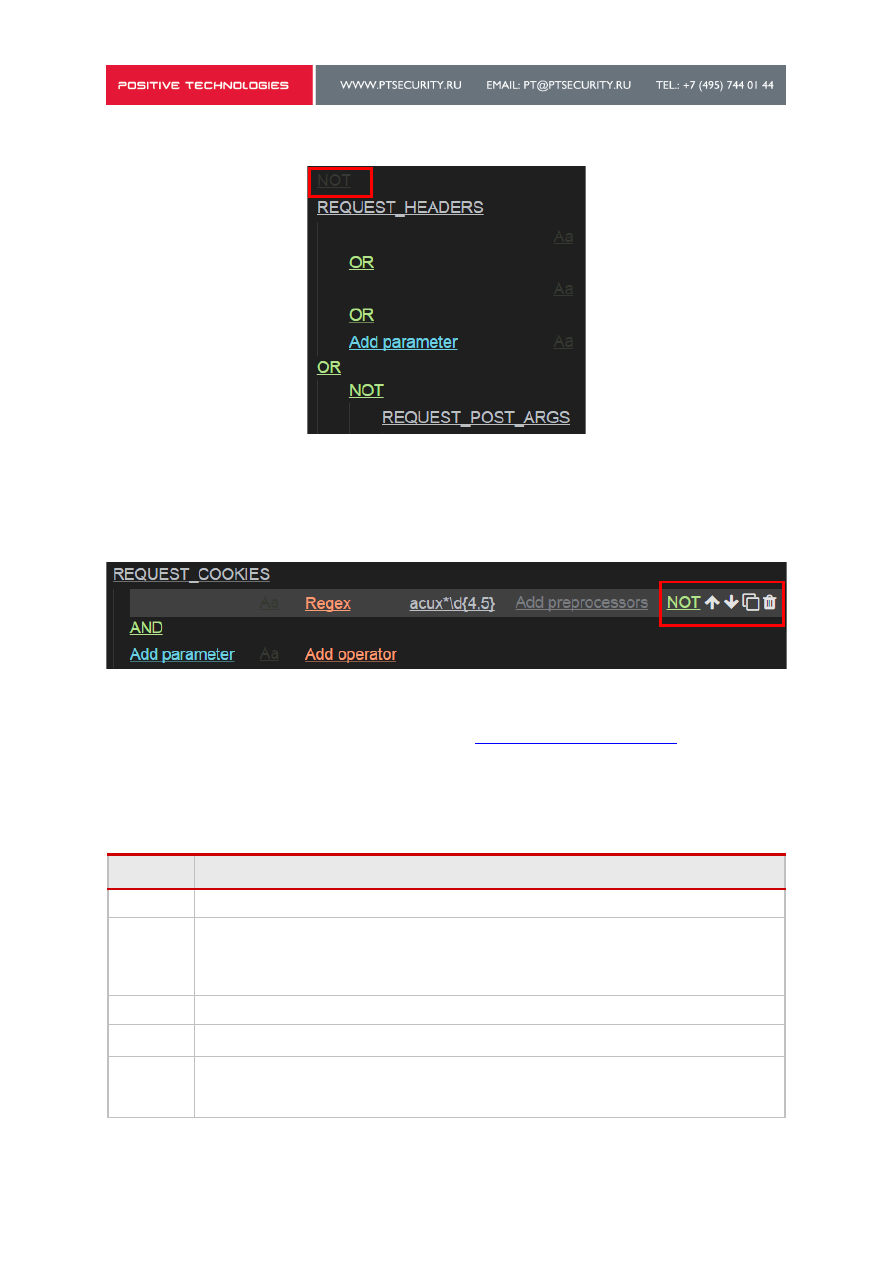 POSITIVE TECHNOLOGIES WWW.PTSECURITY.RU EMAIL: PT@PTSECURITY.RU TEL.: +7 (495) 744 01 44
NOT
REQUEST_HEADERS
Aa
OR
Aa
OR
Add parameter Aa
OR
NOT
REQUEST_POST_ARGS
REQUEST_COOKIES
Aa Regex acux*\d{4,5} Add preprocessors NOT
AND
Add parameter Aa Add operator